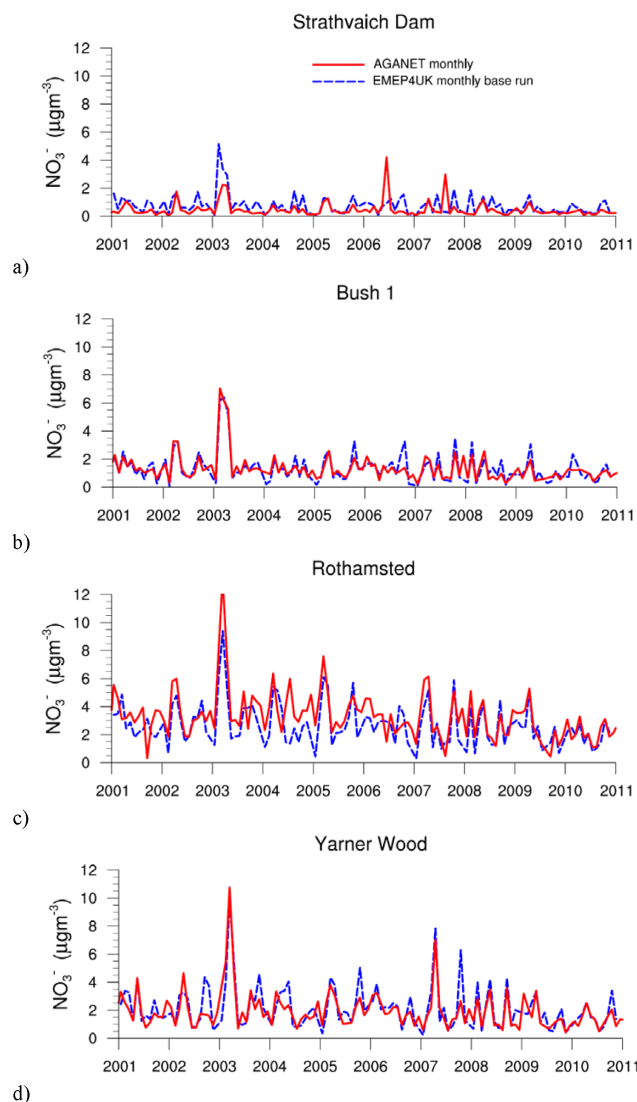 Strathvaich Dam
AGANET monthly
EMEP4UK monthly base run
NO₃⁻ (µgm⁻³)
12
10
8
6
4
2
0
2001 2002 2003 2004 2005 2006 2007 2008 2009 2010 2011
a)
Bush 1
NO₃⁻ (µgm⁻³)
12
10
8
6
4
2
0
2001 2002 2003 2004 2005 2006 2007 2008 2009 2010 2011
b)
Rothamsted
NO₃⁻ (µgm⁻³)
12
10
8
6
4
2
0
2001 2002 2003 2004 2005 2006 2007 2008 2009 2010 2011
c)
Yarner Wood
NO₃⁻ (µgm⁻³)
12
10
8
6
4
2
0
2001 2002 2003 2004 2005 2006 2007 2008 2009 2010 2011
d)